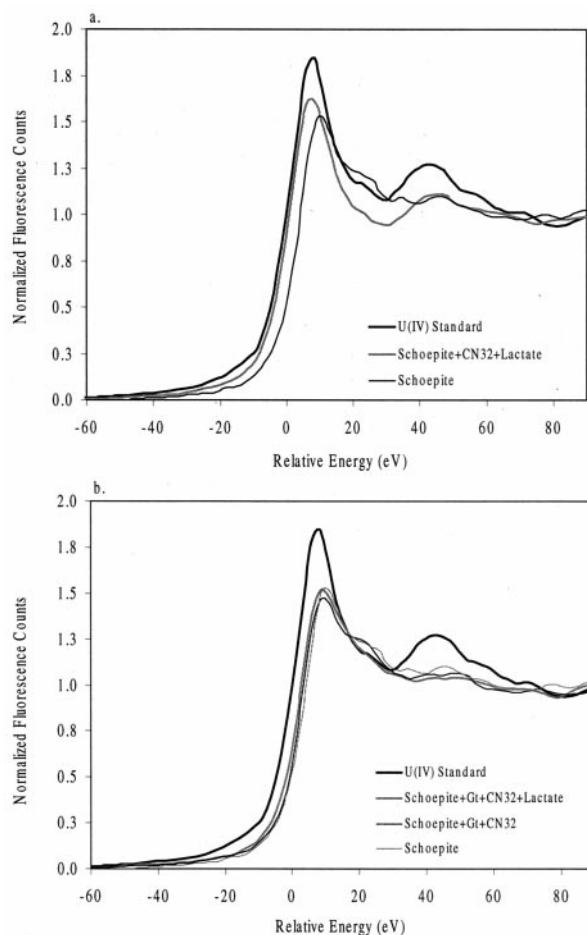 a.
2.0
1.8
1.5
1.3
1.0
0.8
0.5
0.3
0.0
Normalized Fluorescence Counts
U(IV) Standard
Schoepite+CN32+Lactate
Schoepite
-60 -40 -20 0 20 40 60 80
Relative Energy (eV)
b.
2.0
1.8
1.5
1.3
1.0
0.8
0.5
0.3
0.0
Normalized Fluorescence Counts
U(IV) Standard
Schoepite+Gt+CN32+Lactate
Schoepite+Gt+CN32
Schoepite
-60 -40 -20 0 20 40 60 80
Relative Energy (eV)